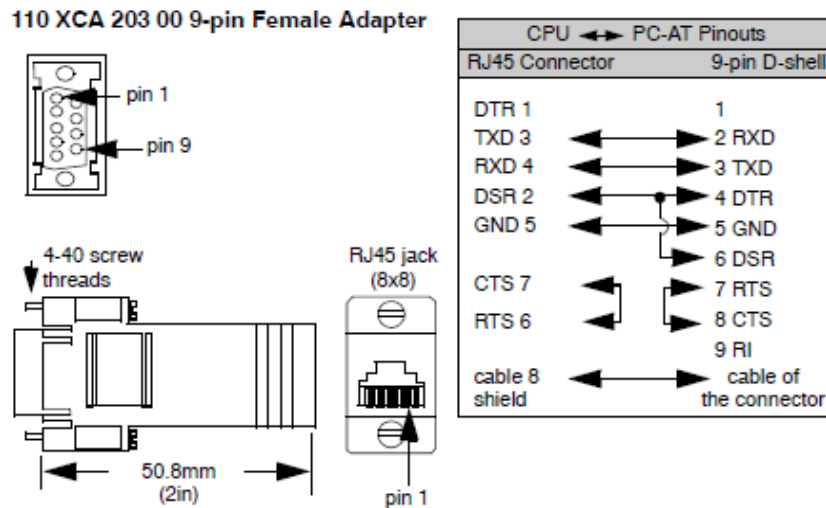 110 XCA 203 00 9-pin Female Adapter
pin 1
pin 9
4-40 screw
threads
RJ45 jack
(8x8)
50.8mm
(2in)
pin 1
CPU PC-AT Pinouts
RJ45 Connector 9-pin D-shell
DTR 1 1
TXD 3 2 RXD
RXD 4 3 TXD
DSR 2 4 DTR
GND 5 5 GND
6 DSR
CTS 7 7 RTS
RTS 6 8 CTS
9 RI
cable 8 cable of
shield the connector